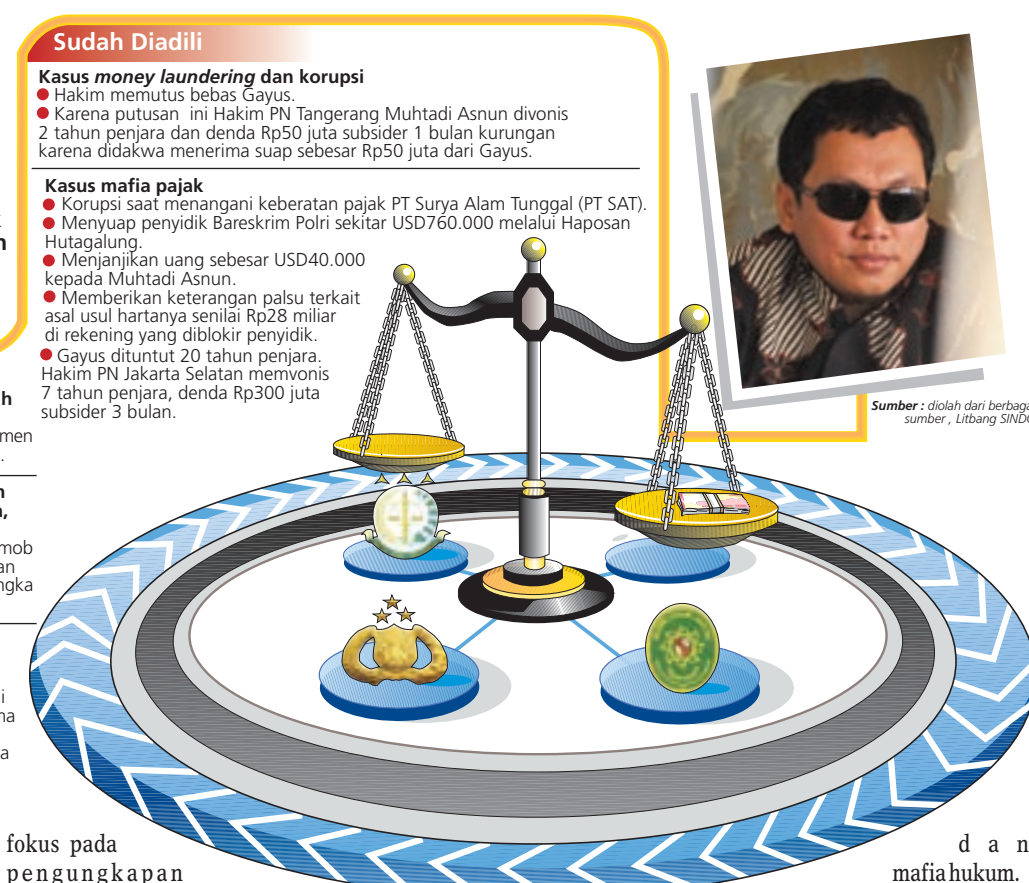 Sudah Diadili
Kasus money laundering dan korupsi
● Hakim memutus bebas Gayus.
● Karena putusan ini Hakim PN Tangerang Muhtadi Asnun divonis
2 tahun penjara dan denda Rp50 juta subsider 1 bulan kurungan
karena didakwa menerima suap sebesar Rp50 juta dari Gayus.
Kasus mafia pajak
● Korupsi saat menangani keberatan pajak PT Surya Alam Tunggal (PT SAT).
● Menyuap penyidik Bareskrim Polri sekitar USD760.000 melalui Haposan
Hutagalung.
● Menjanjikan uang sebesar USD40.000
kepada Muhtadi Asnun.
● Memberikan keterangan palsu terkait
asal usul hartanya senilai Rp28 miliar
di rekening yang diblokir penyidik.
● Gayus dituntut 20 tahun penjara.
Hakim PN Jakarta Selatan memvonis
7 tahun penjara, denda Rp300 juta
subsider 3 bulan.
Sumber : diolah dari
sumber , Litbang
fokus pada
pengungkapan
dan
mafia hukum.